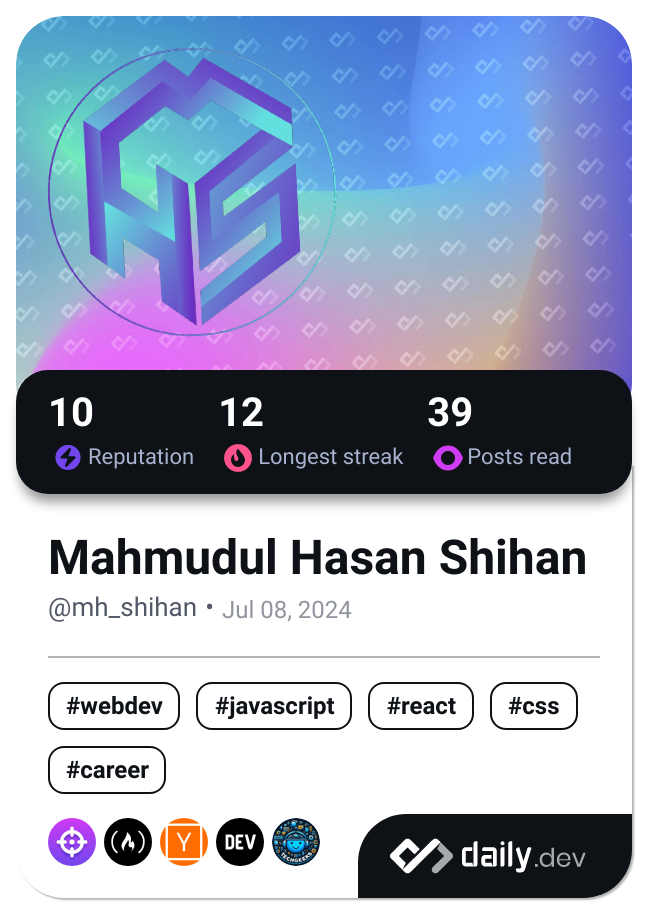 10 12 39
Reputation Longest streak Posts read
Mahmudul Hasan Shihan
@mh_shihan • Jul 08, 2024
#webdev #javascript #react #css
#career
Y DEV TECHGEEKS
daily.dev